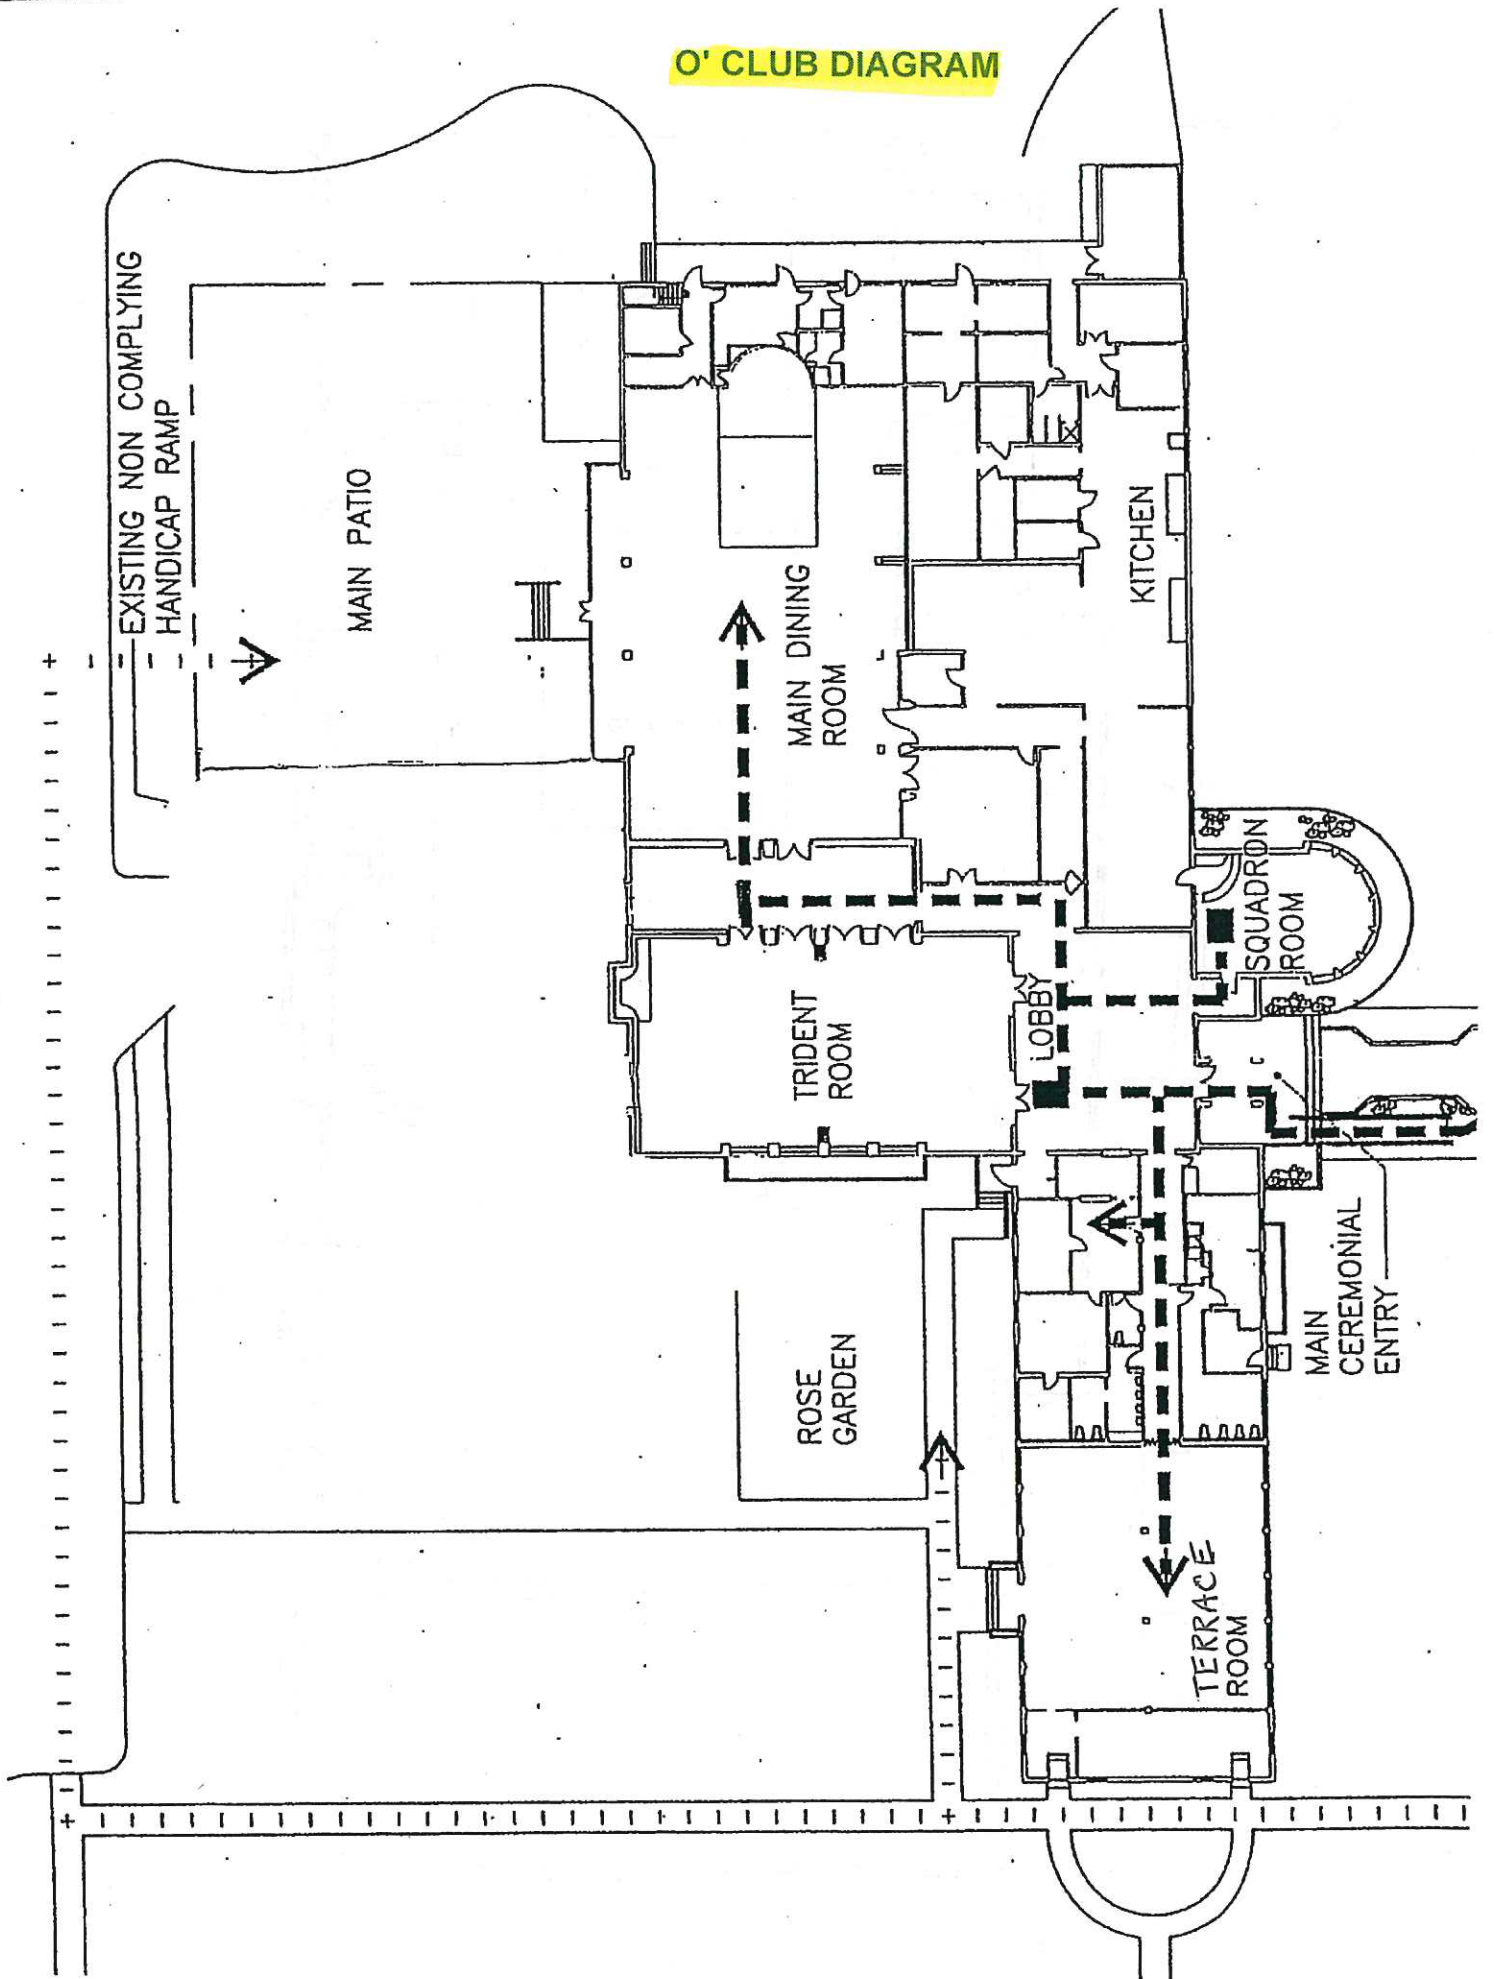 O' CLUB DIAGRAM
EXISTING NON COMPLYING
HANDICAP RAMP
MAIN PATIO
MAIN DINING
ROOM
KITCHEN
SQUADRON
ROOM
LOBBY
TRIDENT
ROOM
MAIN
CEREMONIAL
ENTRY
ROSE
GARDEN
TERRACE
ROOM